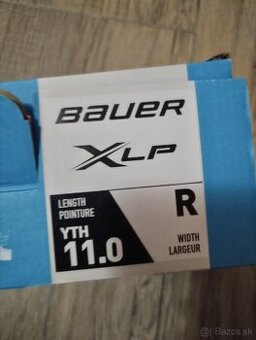 BAUER
XLP
LENGTH
POINTURE
YTH
11.0
R
WIDTH
LARGEUR
Bazos.sk